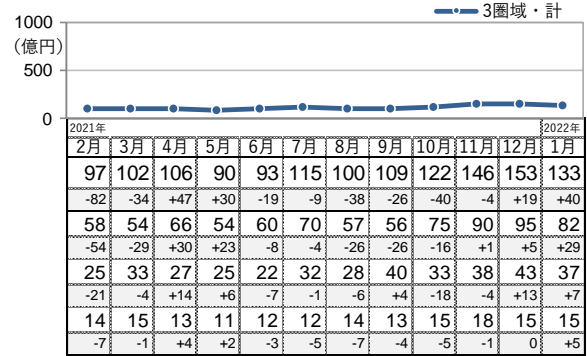 3圏域・計
1000
(億円)
500
0
2021年 2022年
2月 3月 4月 5月 6月 7月 8月 9月 10月 11月 12月 1月
97 102 106 90 93 115 100 109 122 146 153 133
-82 -34 +47 +30 -19 -9 -38 -26 -40 -4 +19 +40
58 54 66 54 60 70 57 56 75 90 95 82
-54 -29 +30 +23 -8 -4 -26 -26 -16 +1 +5 +29
25 33 27 25 22 32 28 40 33 38 43 37
-21 -4 +14 +6 -7 -1 -6 +4 -18 -4 +13 +7
14 15 13 11 12 12 14 13 15 18 15 15
-7 -1 +4 +2 -3 -5 -7 -4 -5 -1 0 +5